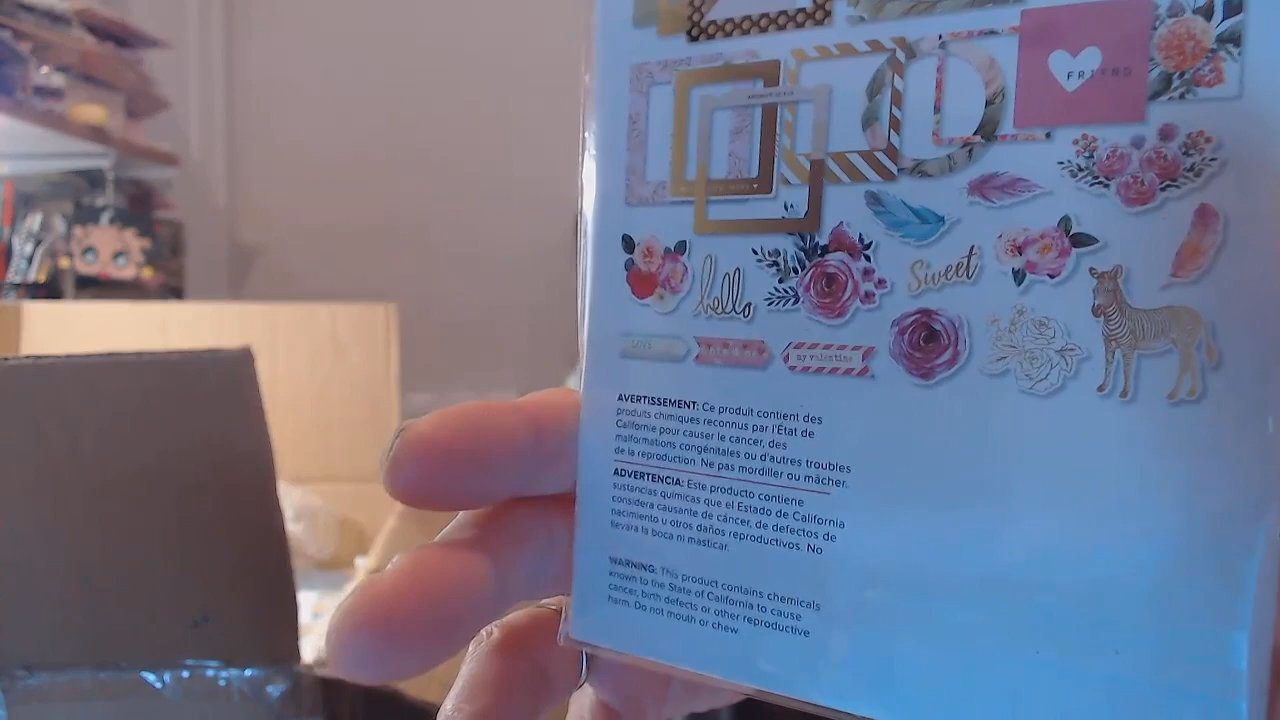 FRIEND
Sweet
hello
LOVE
my valentine
AVERTISSEMENT: Ce produit contient des
produits chimiques reconnus par l'État de
Californie pour causer le cancer, des
malformations congénitales ou d'autres troubles
de la reproduction. Ne pas mordiller ou mâcher.
ADVERTENCIA: Este producto contiene
sustancias químicas que el Estado de California
considera causante de cáncer, de defectos de
nacimiento u otros daños reproductivos. No
llevara la boca ni masticar.
WARNING: This product contains chemicals
known to the State of California to cause
cancer, birth defects or other reproductive
harm. Do not mouth or chew